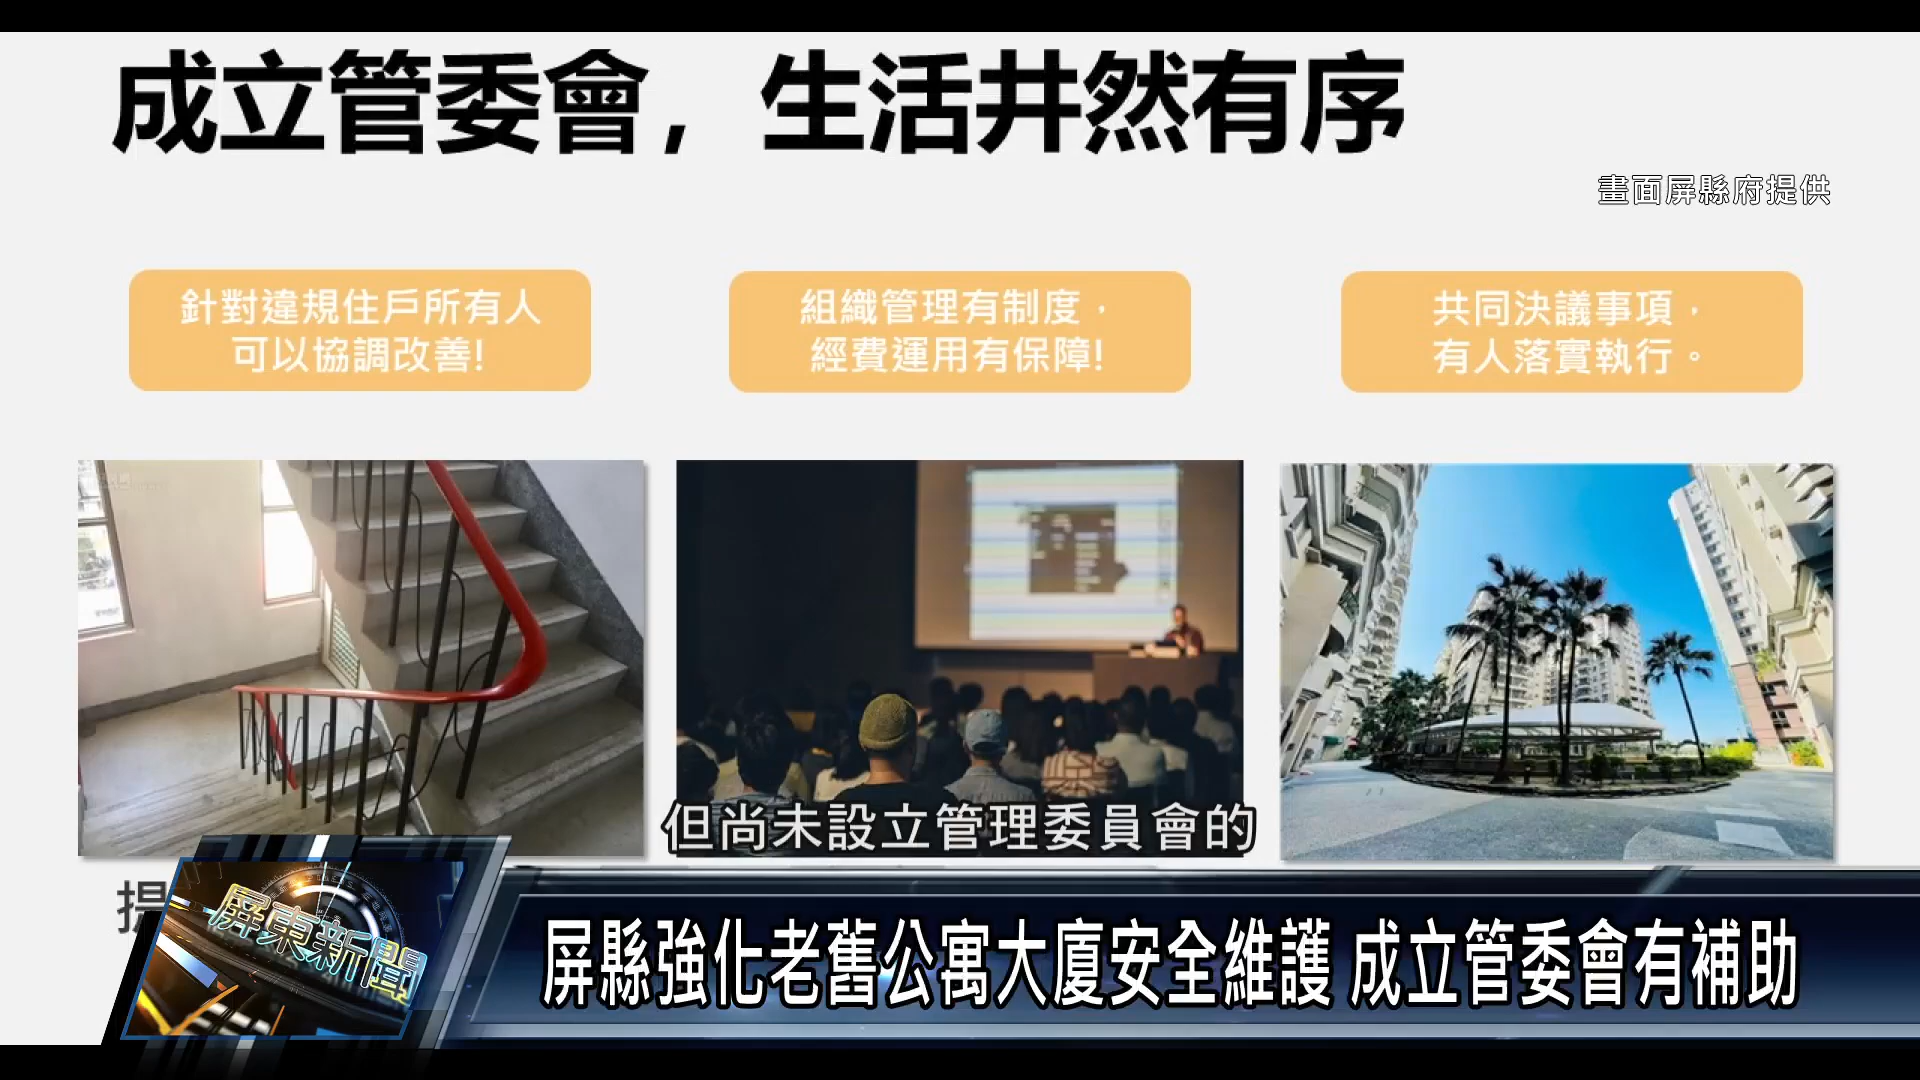 成立管委會，生活井然有序
畫面屏縣府提供
針對違規住戶所有人
可以協調改善!
組織管理有制度，
經費運用有保障!
共同決議事項，
有人落實執行。
但尚未設立管理委員會的
提
屏東新聞
屏縣強化老舊公寓大廈安全維護 成立管委會有補助